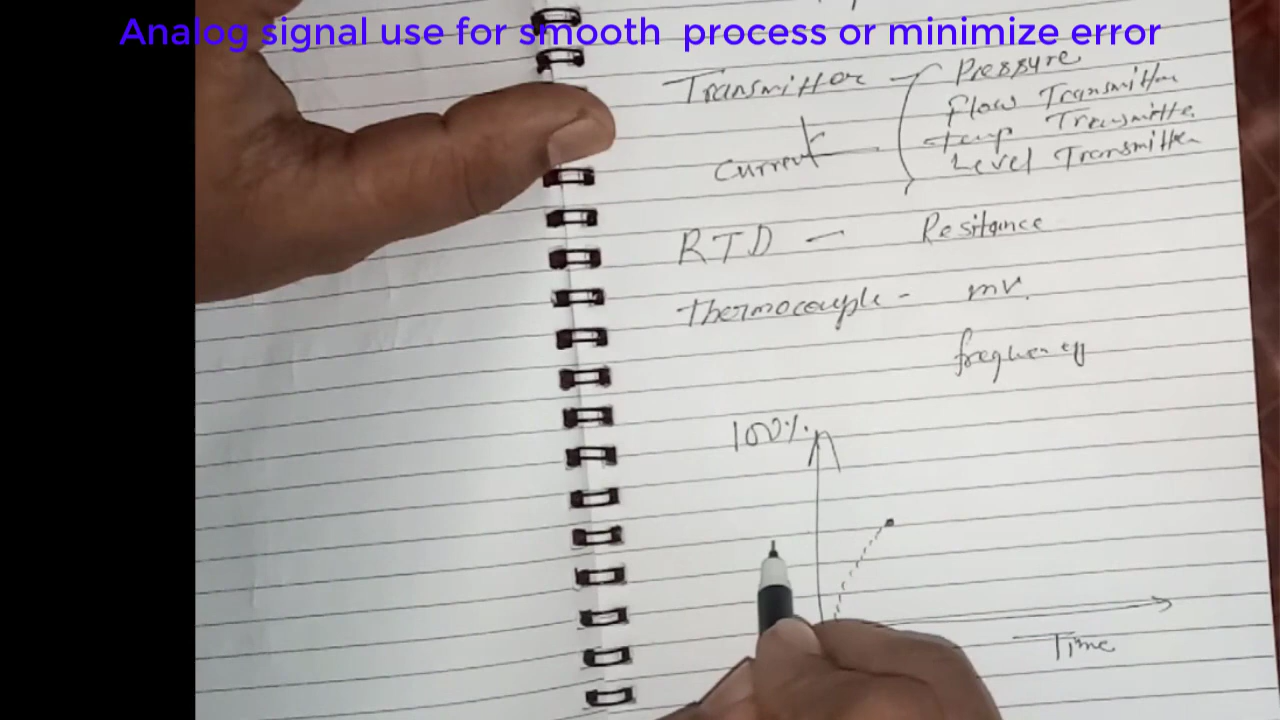 Analog signal use for smooth process or minimize error
Transmitter - Pressure
Flow Transmitter
Temp Transmitte
Level Transmitter
Current
RTD - Resitance
Thermocouple - mv.
frequency
100%.
Time